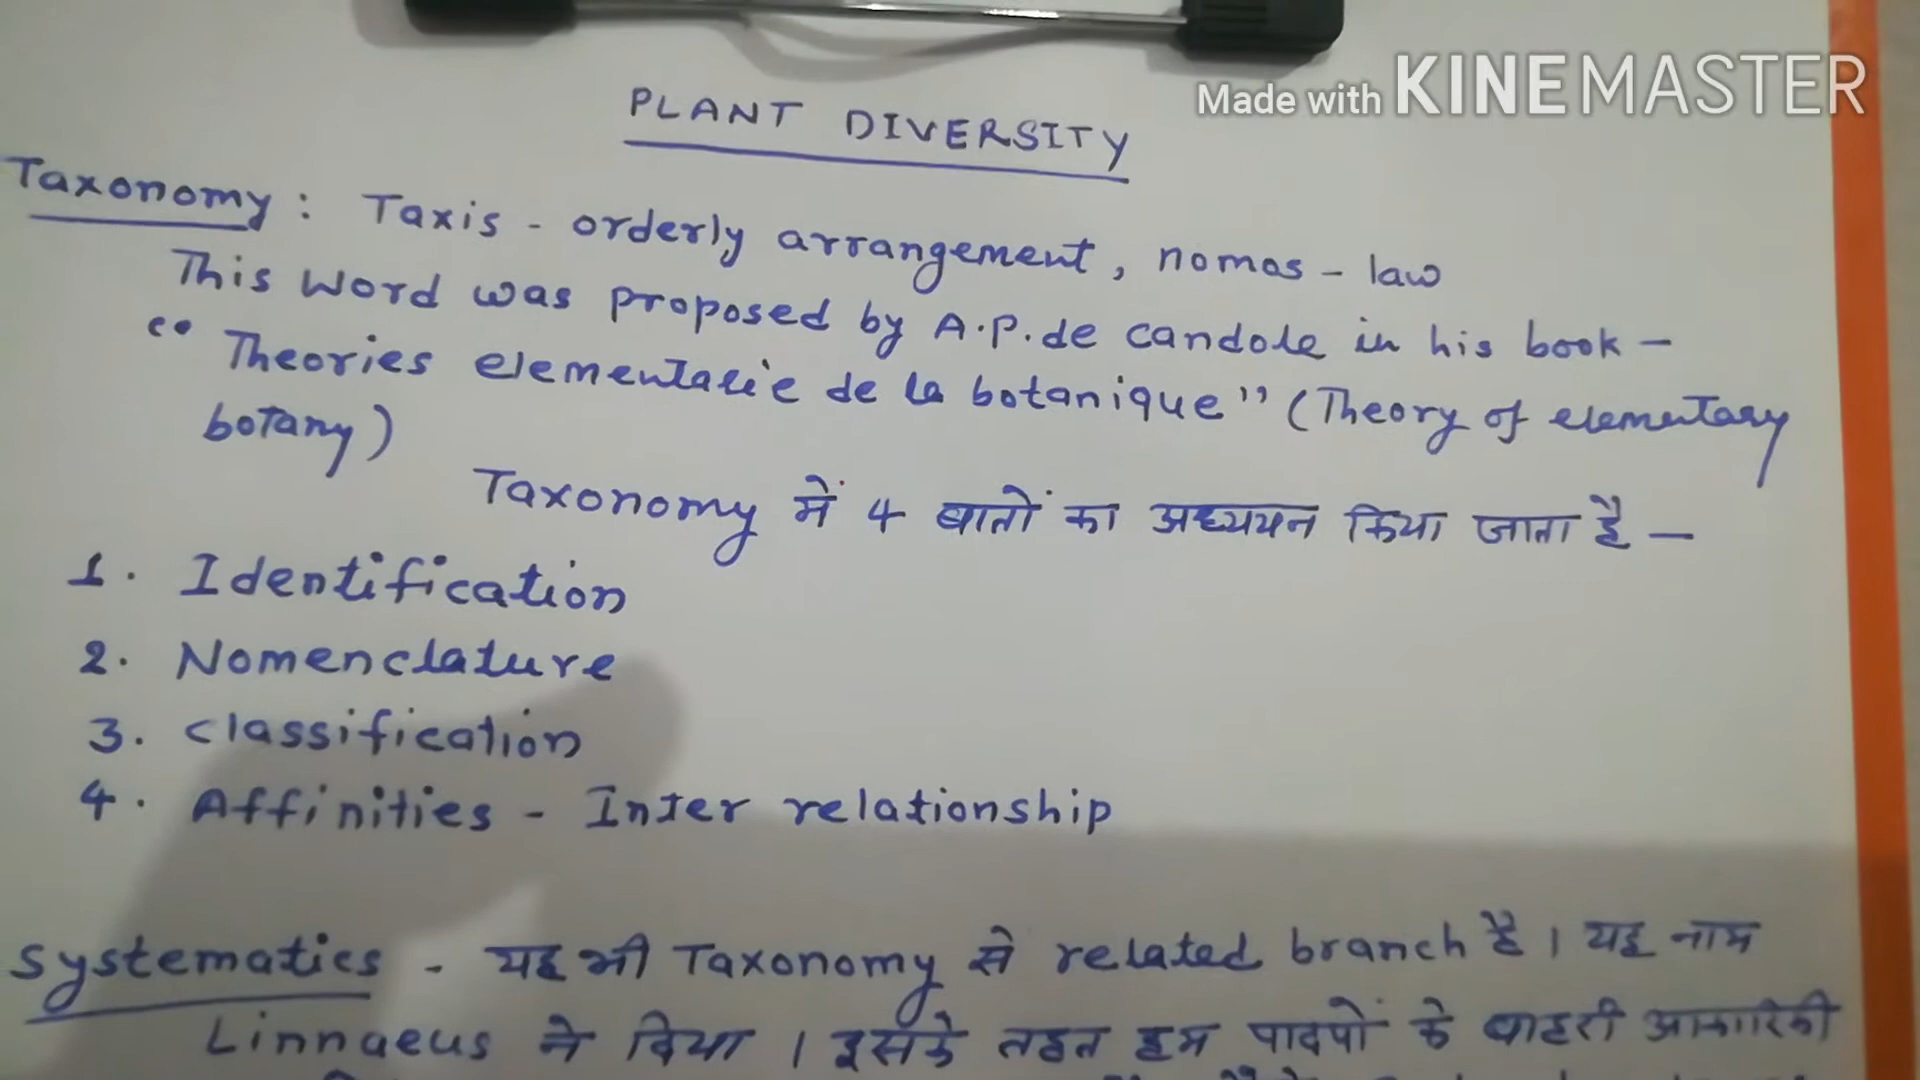 Made with KINEMASTER
PLANT DIVERSITY
Taxonomy : Taxis - orderly arrangement, nomos - law
This word was proposed by A.P. de candole in his book -
"Theories elementarie de la botanique" (Theory of elementary
botany)
Taxonomy में 4 बातों का अध्ययन किया जाता है -
1. Identification
2. Nomenclature
3. classification
4. Affinities - Inter relationship
Systematics - यह भी Taxonomy से related branch है। यह नाम
Linnaeus ने दिया । इसके तहत हम पादपों के बाहरी आकारिकी